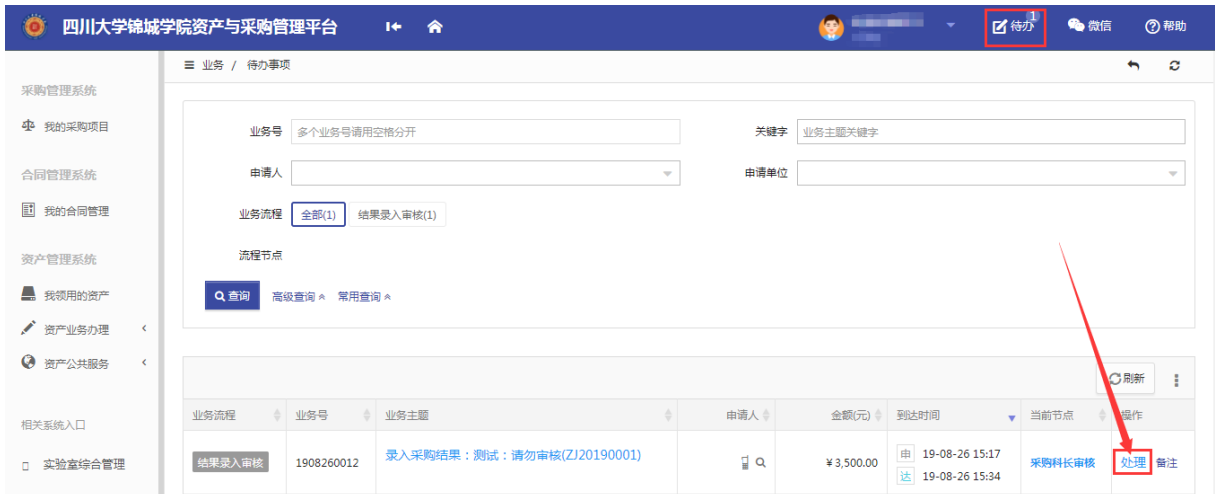 四川大学锦城学院资产与采购管理平台 待办 1 微信 帮助
业务 / 待办事项
采购管理系统
我的采购项目
合同管理系统
我的合同管理
资产管理系统
我领用的资产
资产业务办理
资产公共服务
相关系统入口
实验室综合管理
业务号 多个业务号请用空格分开 关键字 业务主题关键字
申请人 申请单位
业务流程 全部(1) 结果录入审核(1)
流程节点
查询 高级查询 常用查询
刷新
业务流程 业务号 业务主题 申请人 金额(元) 到达时间 当前节点 操作
结果录入审核 1908260012 录入采购结果：测试：请勿审核(ZJ20190001) ¥ 3,500.00 申 19-08-26 15:17 采购科长审核 处理 备注
达 19-08-26 15:34